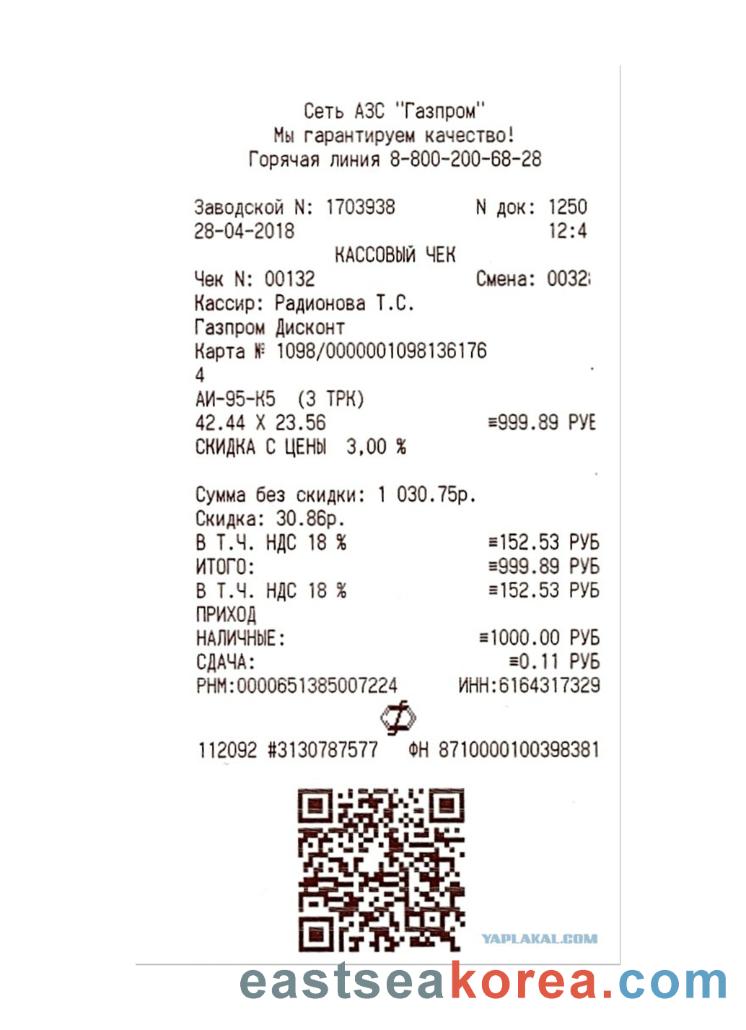 Сеть АЗС "Газпром"
Мы гарантируем качество!
Горячая линия 8-800-200-68-28
Заводской N: 1703938 N док: 1250
28-04-2018 12:4
КАССОВЫЙ ЧЕК
Чек N: 00132 Смена: 0032
Кассир: Радионова Т.С.
Газпром Дисконт
Карта № 1098/0000001098136176
4
АИ-95-К5 (3 ТРК)
42.44 X 23.56 ≡999.89 РУБ
СКИДКА С ЦЕНЫ 3,00 %
Сумма без скидки: 1 030.75р.
Скидка: 30.86р.
В Т.Ч. НДС 18 % ≡152.53 РУБ
ИТОГО: ≡999.89 РУБ
В Т.Ч. НДС 18 % ≡152.53 РУБ
ПРИХОД
НАЛИЧНЫЕ: ≡1000.00 РУБ
СДАЧА: ≡0.11 РУБ
РНМ:0000651385007224 ИНН:6164317329
112092 #3130787577 ФН 8710000100398381
YAPLAKAL.COM
eastseakorea.com